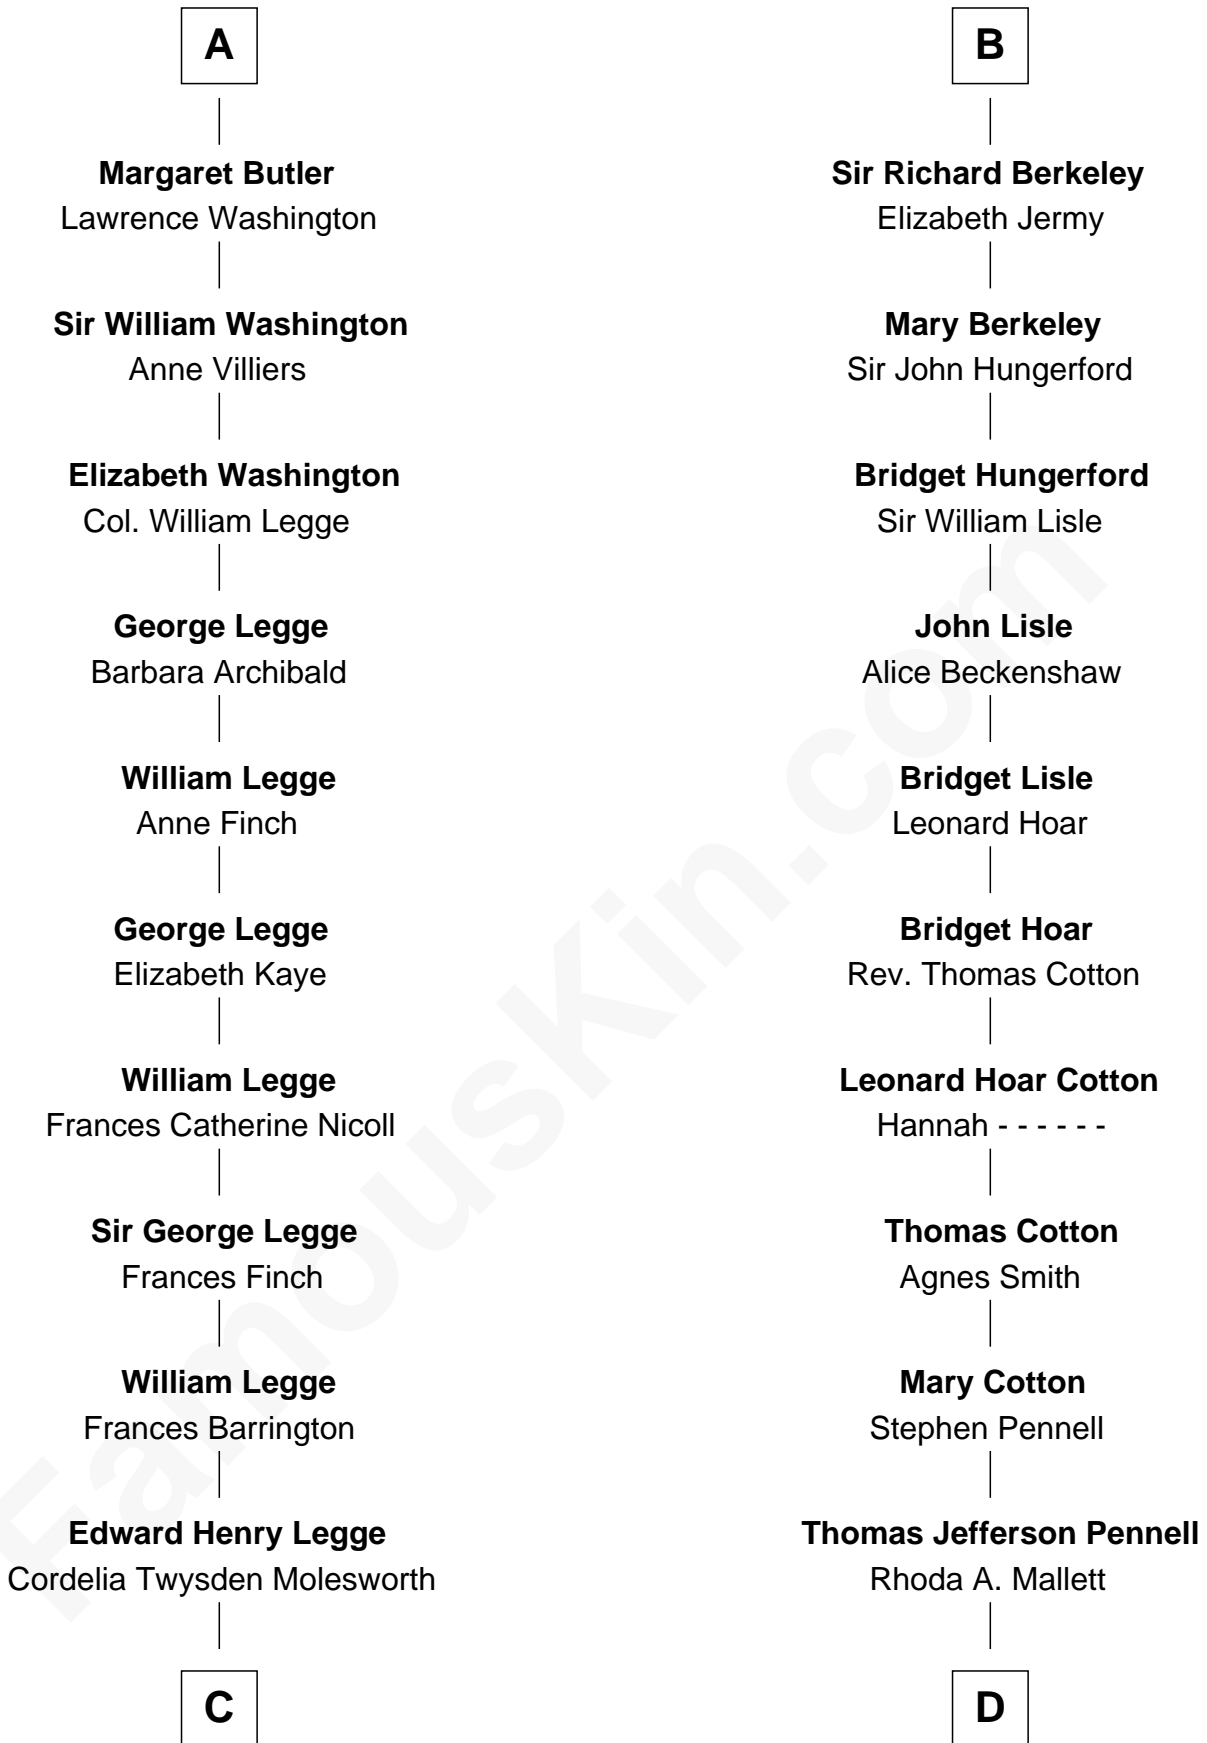 A
Margaret Butler
Lawrence Washington
Sir William Washington
Anne Villiers
Elizabeth Washington
Col. William Legge
George Legge
Barbara Archibald
William Legge
Anne Finch
George Legge
Elizabeth Kaye
William Legge
Frances Catherine Nicoll
Sir George Legge
Frances Finch
William Legge
Frances Barrington
Edward Henry Legge
Cordelia Twysden Molesworth
C
B
Sir Richard Berkeley
Elizabeth Jermy
Mary Berkeley
Sir John Hungerford
Bridget Hungerford
Sir William Lisle
John Lisle
Alice Beckenshaw
Bridget Lisle
Leonard Hoar
Bridget Hoar
Rev. Thomas Cotton
Leonard Hoar Cotton
Hannah - - - - - -
Thomas Cotton
Agnes Smith
Mary Cotton
Stephen Pennell
Thomas Jefferson Pennell
Rhoda A. Mallett
D
FamousKin.com